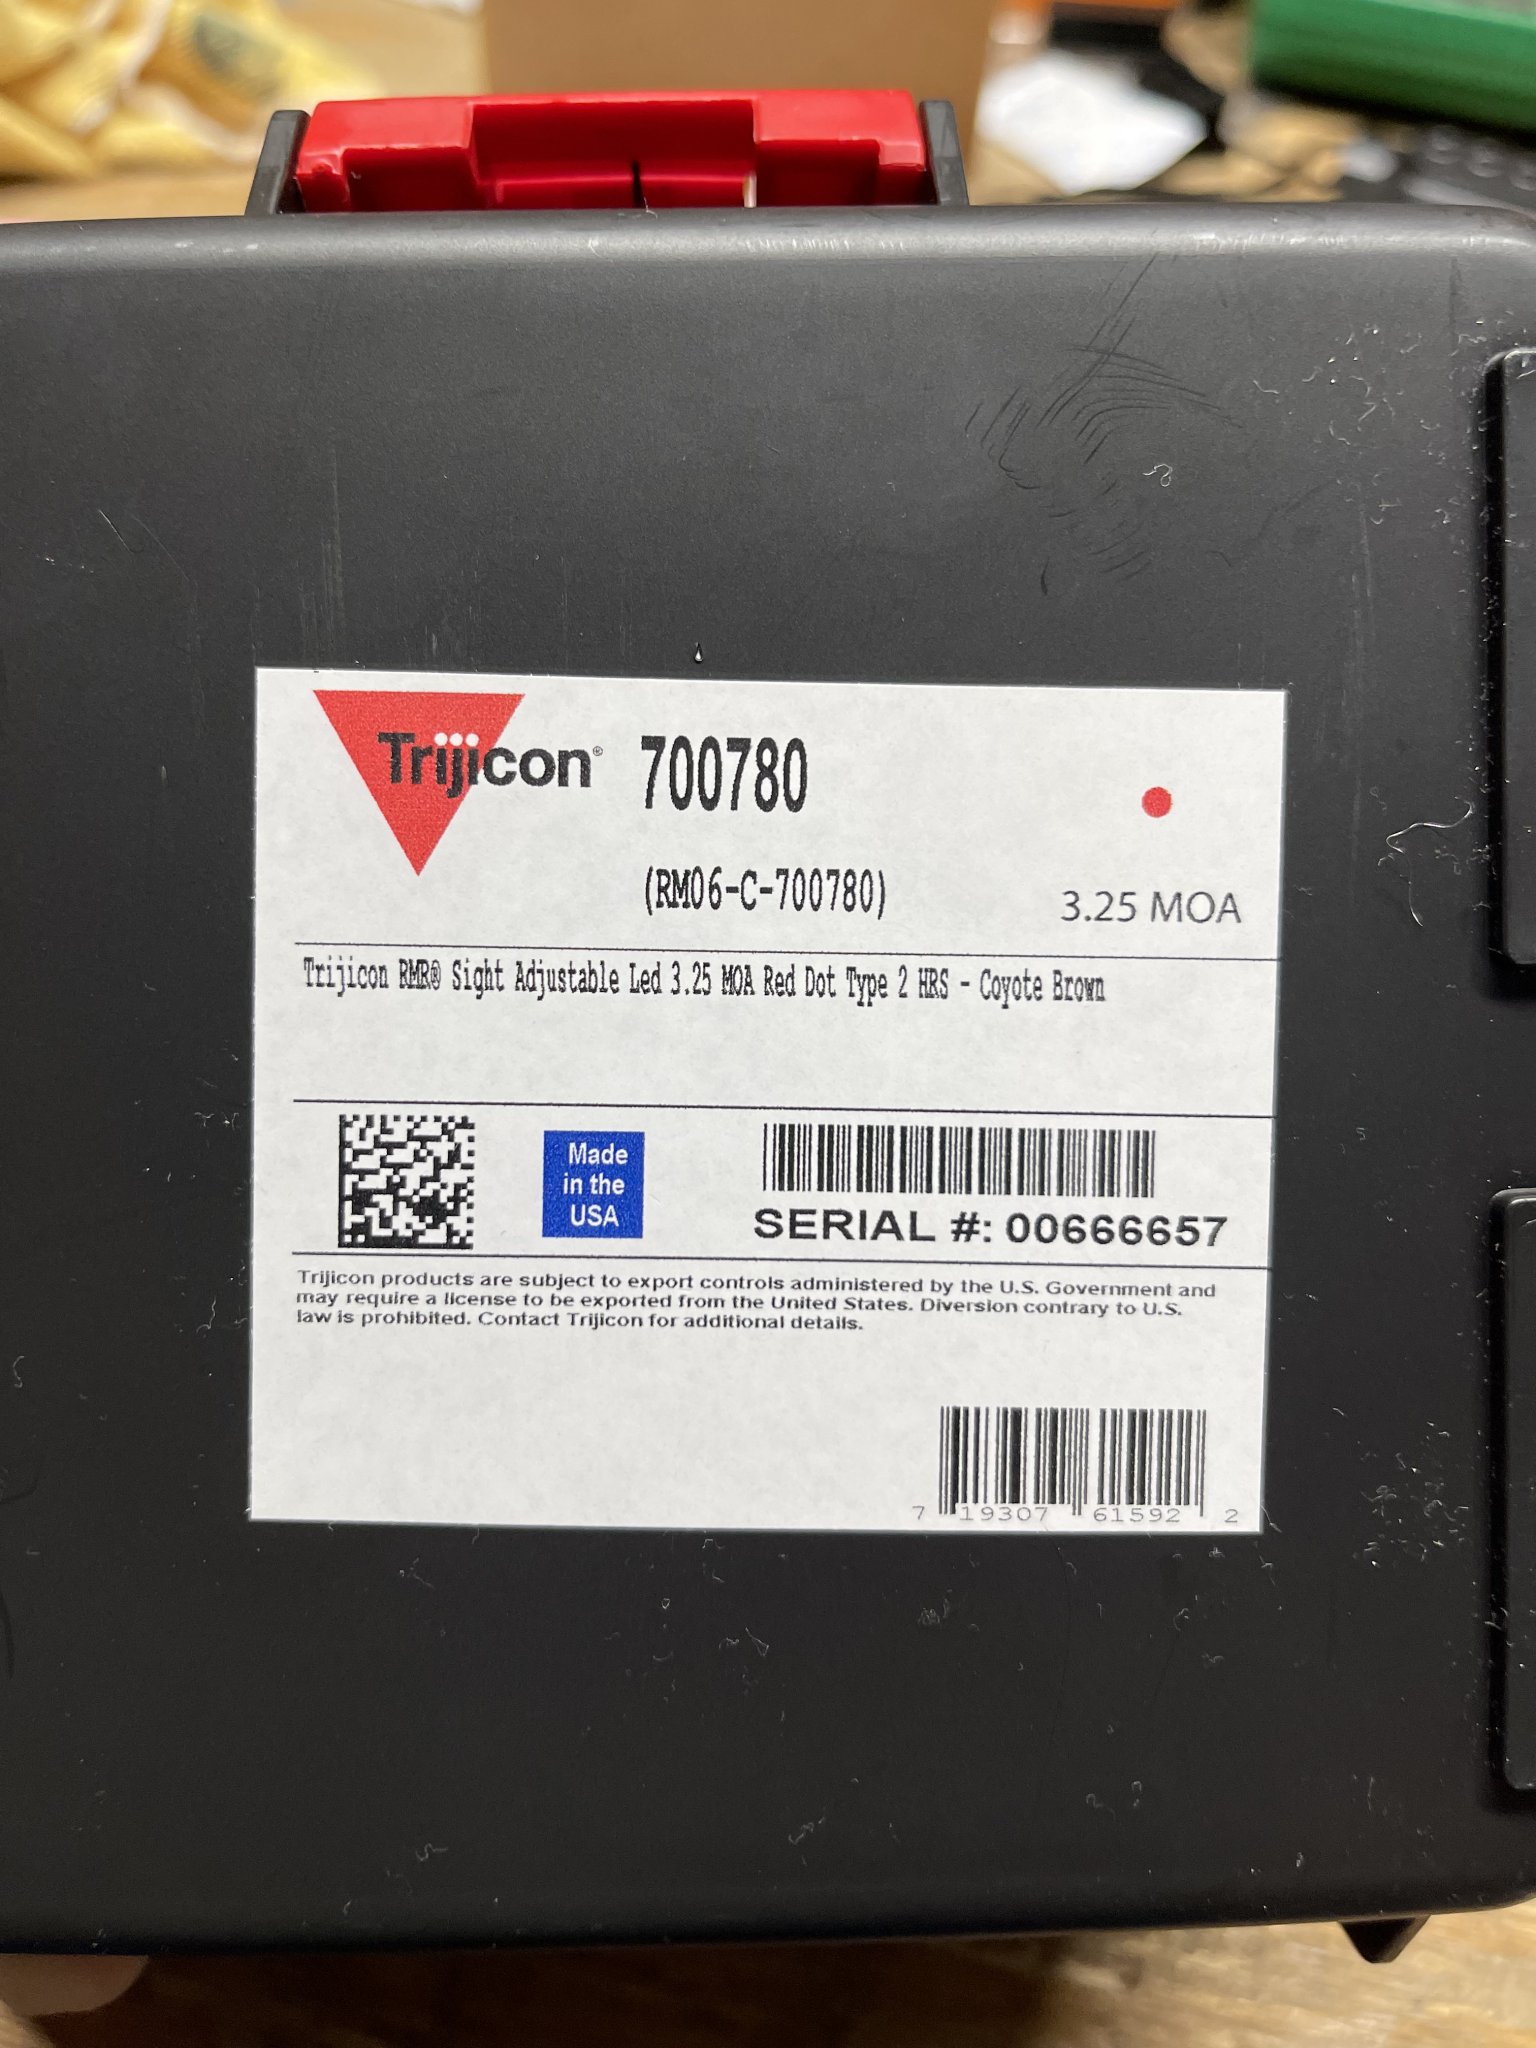 Trijicon® 700780
(RM06-C-700780)
3.25 MOA
Trijicon RMR® Sight Adjustable Led 3.25 MOA Red Dot Type 2 HRS - Coyote Brown
Made
in the
USA
SERIAL #: 00666657
Trijicon products are subject to export controls administered by the U.S. Government and
may require a license to be exported from the United States. Diversion contrary to U.S.
law is prohibited. Contact Trijicon for additional details.
7 19307 61592 2